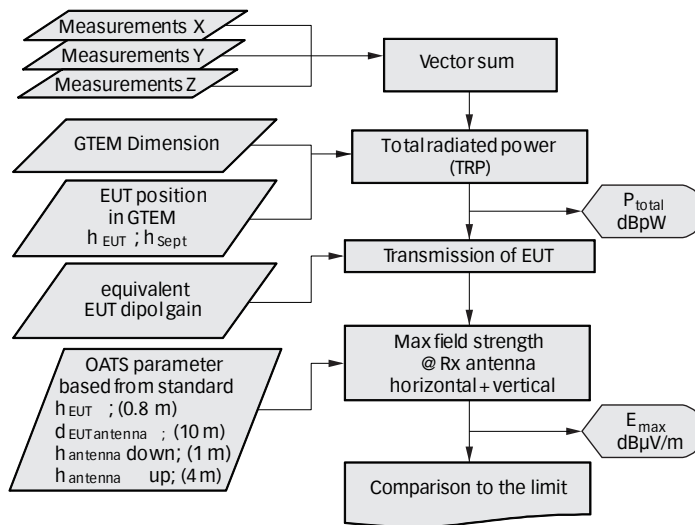 Measurements X
Measurements Y
Measurements Z
Vector sum
GTEM Dimension
Total radiated power
(TRP)
EUT position
in GTEM
h EUT ; h Sept
P total
dBpW
Transmission of EUT
equivalent
EUT dipol gain
Max field strength
@ Rx antenna
horizontal + vertical
OATS parameter
based from standard
h EUT ; (0.8 m)
d EUT antenna ; (10 m)
h antenna down; (1 m)
h antenna up; (4 m)
E max
dBµV/m
Comparison to the limit